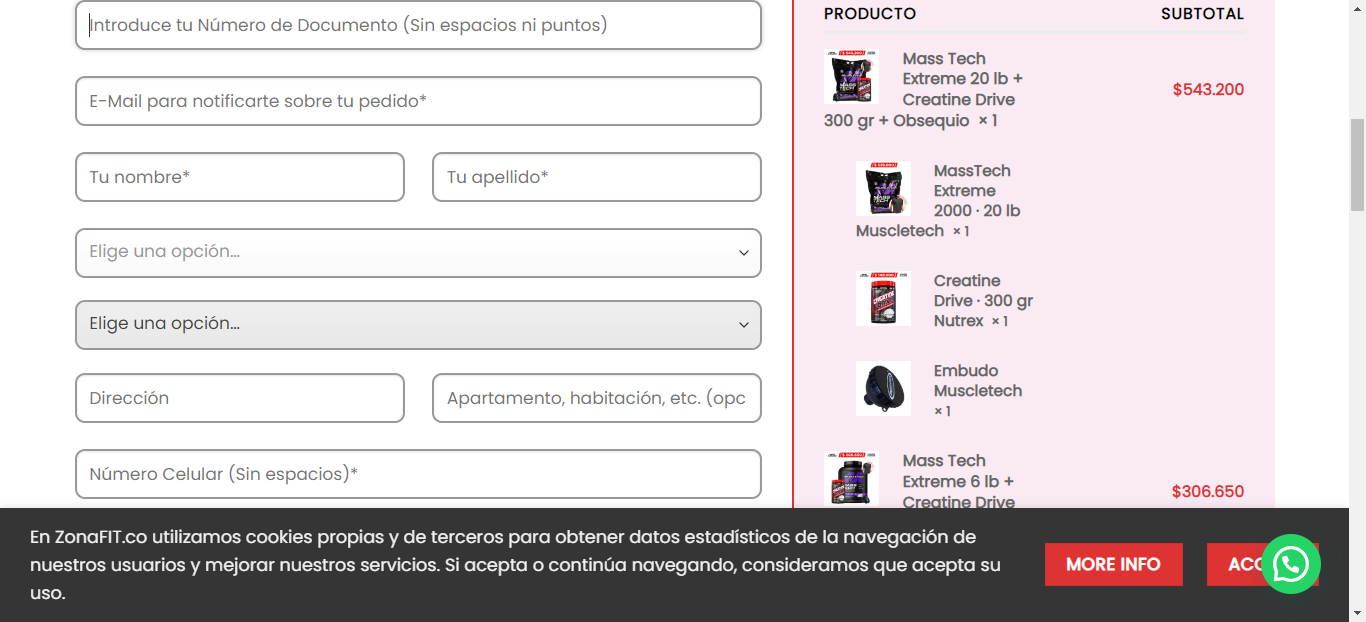 Introduce tu Número de Documento (Sin espacios ni puntos)
E-Mail para notificarte sobre tu pedido*
Tu nombre*
Tu apellido*
Elige una opción...
Elige una opción...
Dirección
Apartamento, habitación, etc. (opc
Número Celular (Sin espacios)*
PRODUCTO
SUBTOTAL
Mass Tech
Extreme 20 lb +
Creatine Drive
300 gr + Obsequio × 1
$543.200
MassTech
Extreme
2000 · 20 lb
Muscletech × 1
Creatine
Drive · 300 gr
Nutrex × 1
Embudo
Muscletech
× 1
Mass Tech
Extreme 6 lb +
Creatine Drive
$306.650
En ZonaFIT.co utilizamos cookies propias y de terceros para obtener datos estadísticos de la navegación de
nuestros usuarios y mejorar nuestros servicios. Si acepta o continúa navegando, consideramos que acepta su
uso.
MORE INFO
ACC